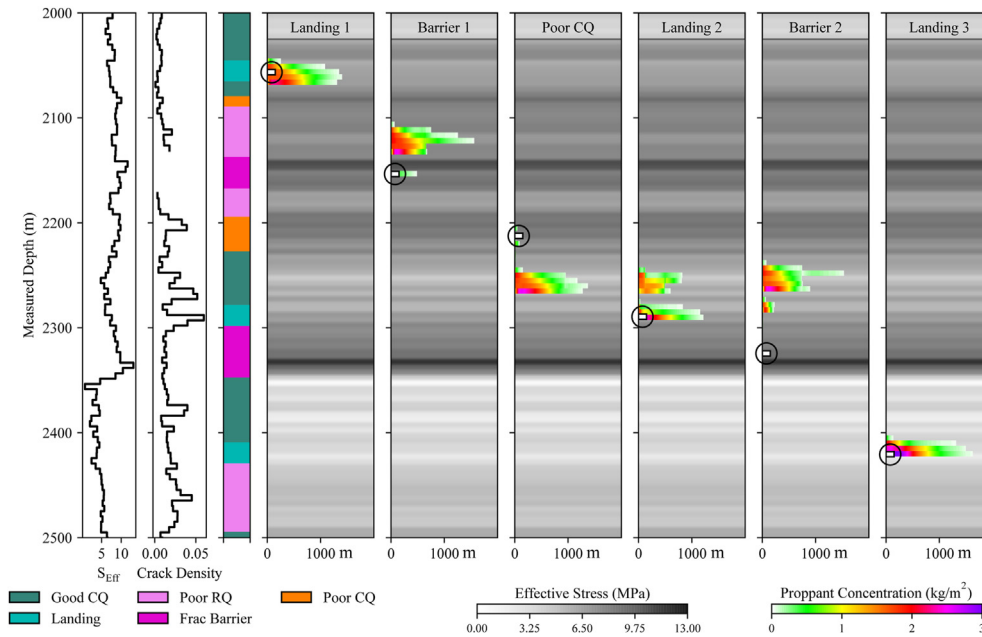 Landing 1 Barrier 1 Poor CQ Landing 2 Barrier 2 Landing 3
2000
2100
2200
2300
2400
2500
Measured Depth (m)
5 10 0.00 0.05 0 1000 m 0 1000 m 0 1000 m 0 1000 m 0 1000 m 0 1000 m
S_Eff Crack Density
Good CQ Poor RQ Poor CQ
Landing Frac Barrier
Effective Stress (MPa)
0.00 3.25 6.50 9.75 13.00
Proppant Concentration (kg/m²)
0 1 2 3